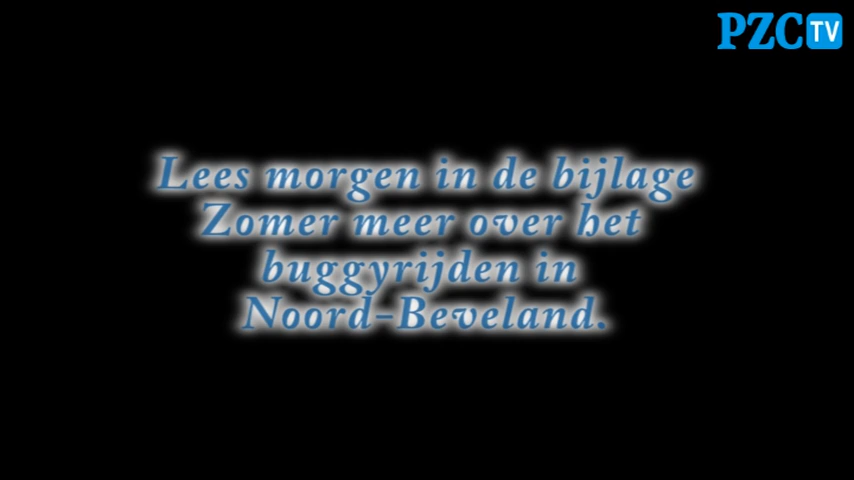 PZC TV
Lees morgen in de bijlage
Zomer meer over het
buggyrijden in
Noord-Beveland.